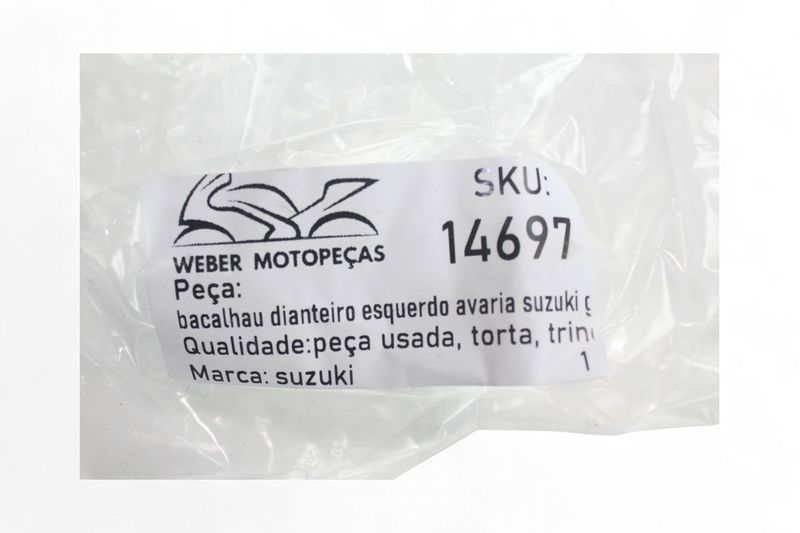 SKU:
14697
WEBER MOTOPEÇAS
Peça:
bacalhau dianteiro esquerdo avaria suzuki
Qualidade:peça usada, torta,
Marca: suzuki
1